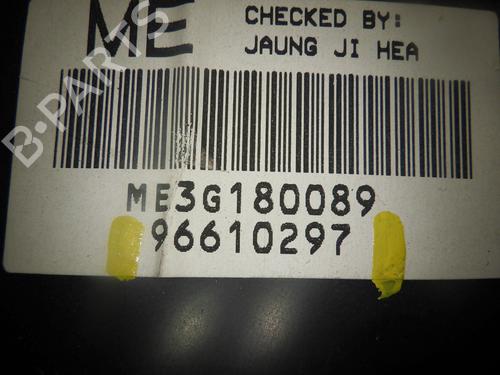 ME
CHECKED BY:
JAUNG JI HEA
B-PARTS
ME3G180089
96610297